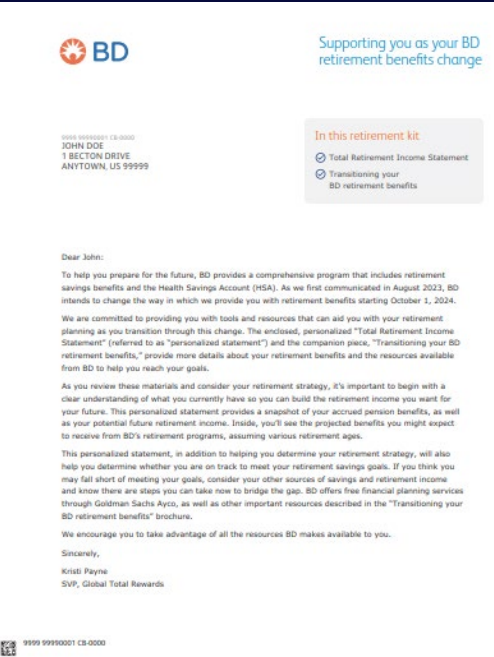 BD
Supporting you as your BD
retirement benefits change
9999 99990001 CB-0000
JOHN DOE
1 BECTON DRIVE
ANYTOWN, US 99999
In this retirement kit
Total Retirement Income Statement
Transitioning your
BD retirement benefits
Dear John:
To help you prepare for the future, BD provides a comprehensive program that includes retirement
savings benefits and the Health Savings Account (HSA). As we first communicated in August 2023, BD
intends to change the way in which we provide you with retirement benefits starting October 1, 2024.
We are committed to providing you with tools and resources that can aid you with your retirement
planning as you transition through this change. The enclosed, personalized "Total Retirement Income
Statement" (referred to as "personalized statement") and the companion piece, "Transitioning your BD
retirement benefits," provide more details about your retirement benefits and the resources available
from BD to help you reach your goals.
As you review these materials and consider your retirement strategy, it's important to begin with a
clear understanding of what you currently have so you can build the retirement income you want for
your future. This personalized statement provides a snapshot of your accrued pension benefits, as well
as your potential future retirement income. Inside, you'll see the projected benefits you might expect
to receive from BD's retirement programs, assuming various retirement ages.
This personalized statement, in addition to helping you determine your retirement strategy, will also
help you determine whether you are on track to meet your retirement savings goals. If you think you
may fall short of meeting your goals, consider your other sources of savings and retirement income
and know there are steps you can take now to bridge the gap. BD offers free financial planning services
through Goldman Sachs Ayco, as well as other important resources described in the "Transitioning your
BD retirement benefits" brochure.
We encourage you to take advantage of all the resources BD makes available to you.
Sincerely,
Kristi Payne
SVP, Global Total Rewards
9999 99990001 CB-0000